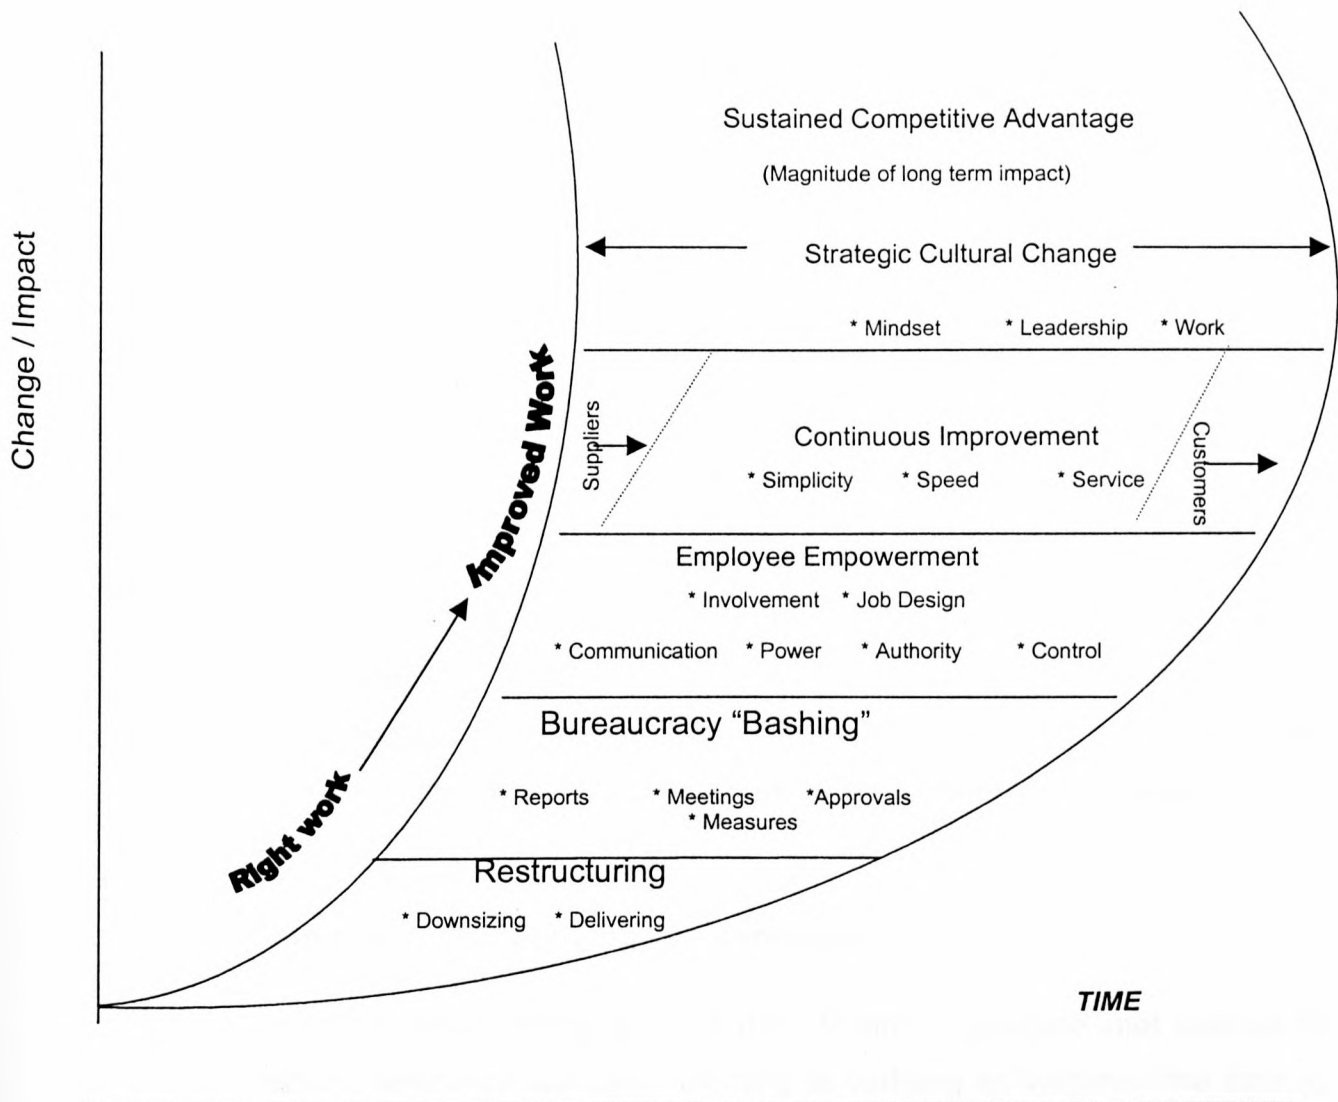 Sustained Competitive Advantage
(Magnitude of long term impact)
Strategic Cultural Change
* Mindset * Leadership * Work
Change / Impact
Suppliers
Continuous Improvement
* Simplicity * Speed * Service
Customers
Improved Work
Employee Empowerment
* Involvement * Job Design
* Communication * Power * Authority * Control
Bureaucracy “Bashing”
* Reports * Meetings *Approvals
* Measures
Right work
Restructuring
* Downsizing * Delivering
TIME